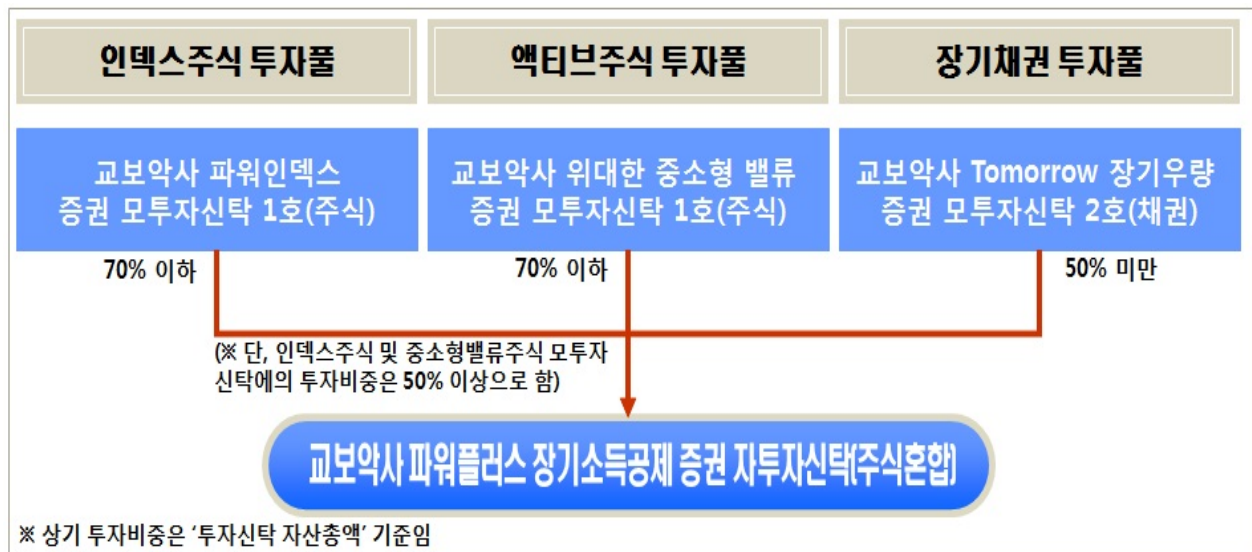 인덱스주식 투자풀
액티브주식 투자풀
장기채권 투자풀
교보악사 파워인덱스
증권 모투자신탁 1호(주식)
교보악사 위대한 중소형 밸류
증권 모투자신탁 1호(주식)
교보악사 Tomorrow 장기우량
증권 모투자신탁 2호(채권)
70% 이하
70% 이하
50% 미만
(※ 단, 인덱스주식 및 중소형밸류주식 모투자
신탁에의 투자비중은 50% 이상으로 함)
교보악사 파워플러스 장기소득공제 증권 자투자신탁(주식혼합)
※ 상기 투자비중은 ‘투자신탁 자산총액’ 기준임